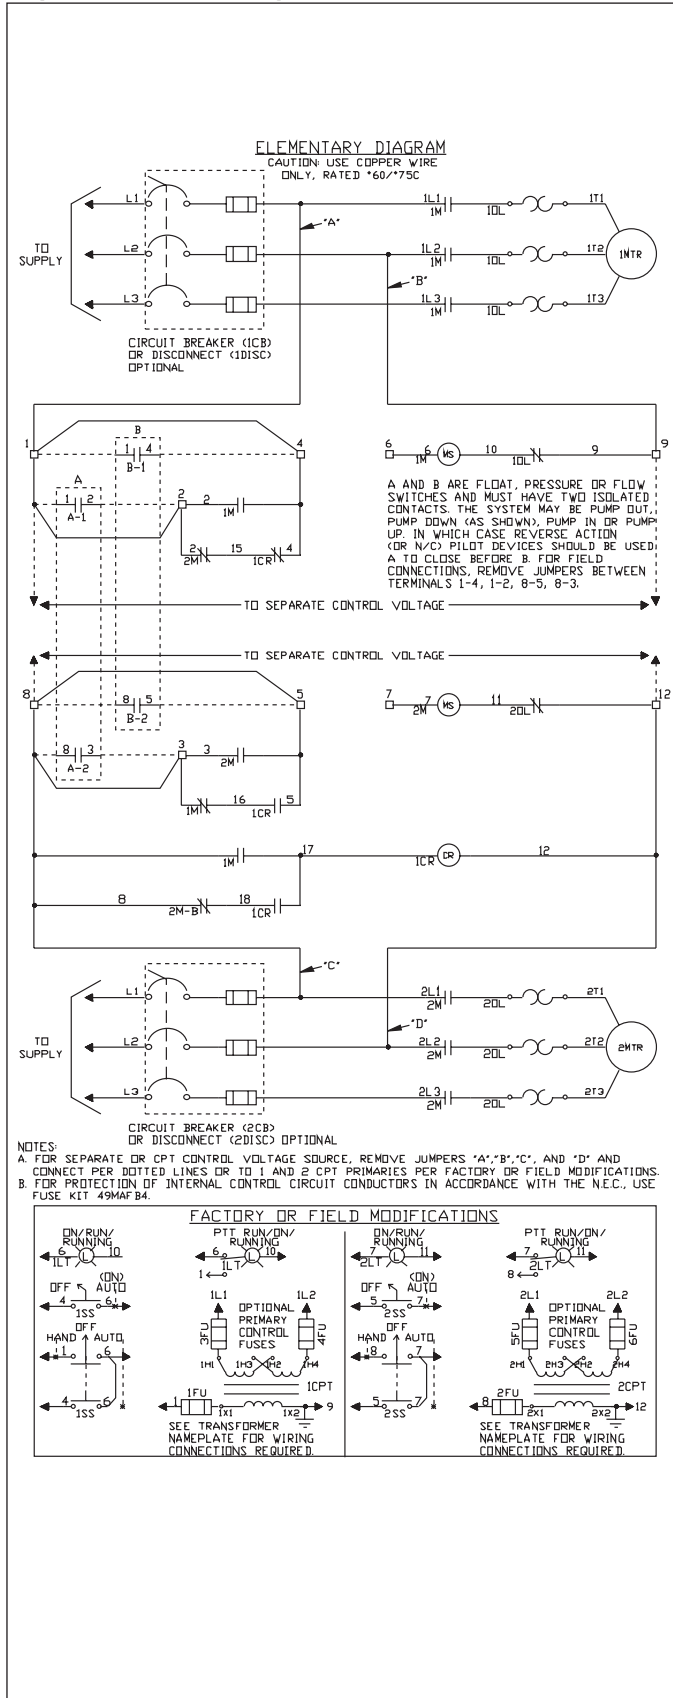 ELEMENTARY DIAGRAM
CAUTION: USE COPPER WIRE
ONLY, RATED *60/*75C
L1
1L1
1M
1OL
1T1
"A"
TO
SUPPLY
L2
1L2
1M
1OL
1T2
1MTR
"B"
L3
1L3
1M
1OL
1T3
CIRCUIT BREAKER (1CB)
OR DISCONNECT (1DISC)
OPTIONAL
B
1
1 4
B-1
4
6
1M
6
MS
10
1OL
9
9
A
1 2
A-1
2
2
1M
2
2M
15
1CR
4
A AND B ARE FLOAT, PRESSURE OR FLOW
SWITCHES AND MUST HAVE TWO ISOLATED
CONTACTS. THE SYSTEM MAY BE PUMP OUT,
PUMP DOWN (AS SHOWN), PUMP IN OR PUMP
UP. IN WHICH CASE REVERSE ACTION
(OR N/C) PILOT DEVICES SHOULD BE USED
A TO CLOSE BEFORE B. FOR FIELD
CONNECTIONS, REMOVE JUMPERS BETWEEN
TERMINALS 1-4, 1-2, 8-5, 8-3.
TO SEPARATE CONTROL VOLTAGE
TO SEPARATE CONTROL VOLTAGE
8
8 5
B-2
5
7
2M
7
MS
11
2OL
12
8 3
A-2
3
3
2M
1M
16
1CR
5
1M
17
1CR
CR
12
8
2M-B
18
1CR
"C"
L1
2L1
2M
2OL
2T1
"D"
TO
SUPPLY
L2
2L2
2M
2OL
2T2
2MTR
L3
2L3
2M
2OL
2T3
CIRCUIT BREAKER (2CB)
OR DISCONNECT (2DISC) OPTIONAL
NOTES:
A. FOR SEPARATE OR CPT CONTROL VOLTAGE SOURCE, REMOVE JUMPERS "A","B","C", AND "D" AND
CONNECT PER DOTTED LINES OR TO 1 AND 2 CPT PRIMARIES PER FACTORY OR FIELD MODIFICATIONS.
B. FOR PROTECTION OF INTERNAL CONTROL CIRCUIT CONDUCTORS IN ACCORDANCE WITH THE N.E.C., USE
FUSE KIT 49MAFB4.
FACTORY OR FIELD MODIFICATIONS
ON/RUN/
RUNNING
6
L
10
1LT
OFF
(ON)
AUTO
4
6
1SS
OFF
HAND
AUTO
1
6
4
6
1SS
PTT RUN/ON/
RUNNING
6
L
10
1LT
1
1L1
1L2
3FU
OPTIONAL
PRIMARY
CONTROL
FUSES
4FU
1H1
1H3
1H2
1H4
1CPT
1
1FU
1X1
1X2
9
SEE TRANSFORMER
NAMEPLATE FOR WIRING
CONNECTIONS REQUIRED.
ON/RUN/
RUNNING
7
L
11
2LT
OFF
(ON)
AUTO
5
7
2SS
OFF
HAND
AUTO
8
7
5
7
2SS
PTT RUN/ON/
RUNNING
7
L
11
2LT
8
2L1
2L2
5FU
OPTIONAL
PRIMARY
CONTROL
FUSES
6FU
2H1
2H3
2H2
2H4
2CPT
8
2FU
2X1
2X2
12
SEE TRANSFORMER
NAMEPLATE FOR WIRING
CONNECTIONS REQUIRED.